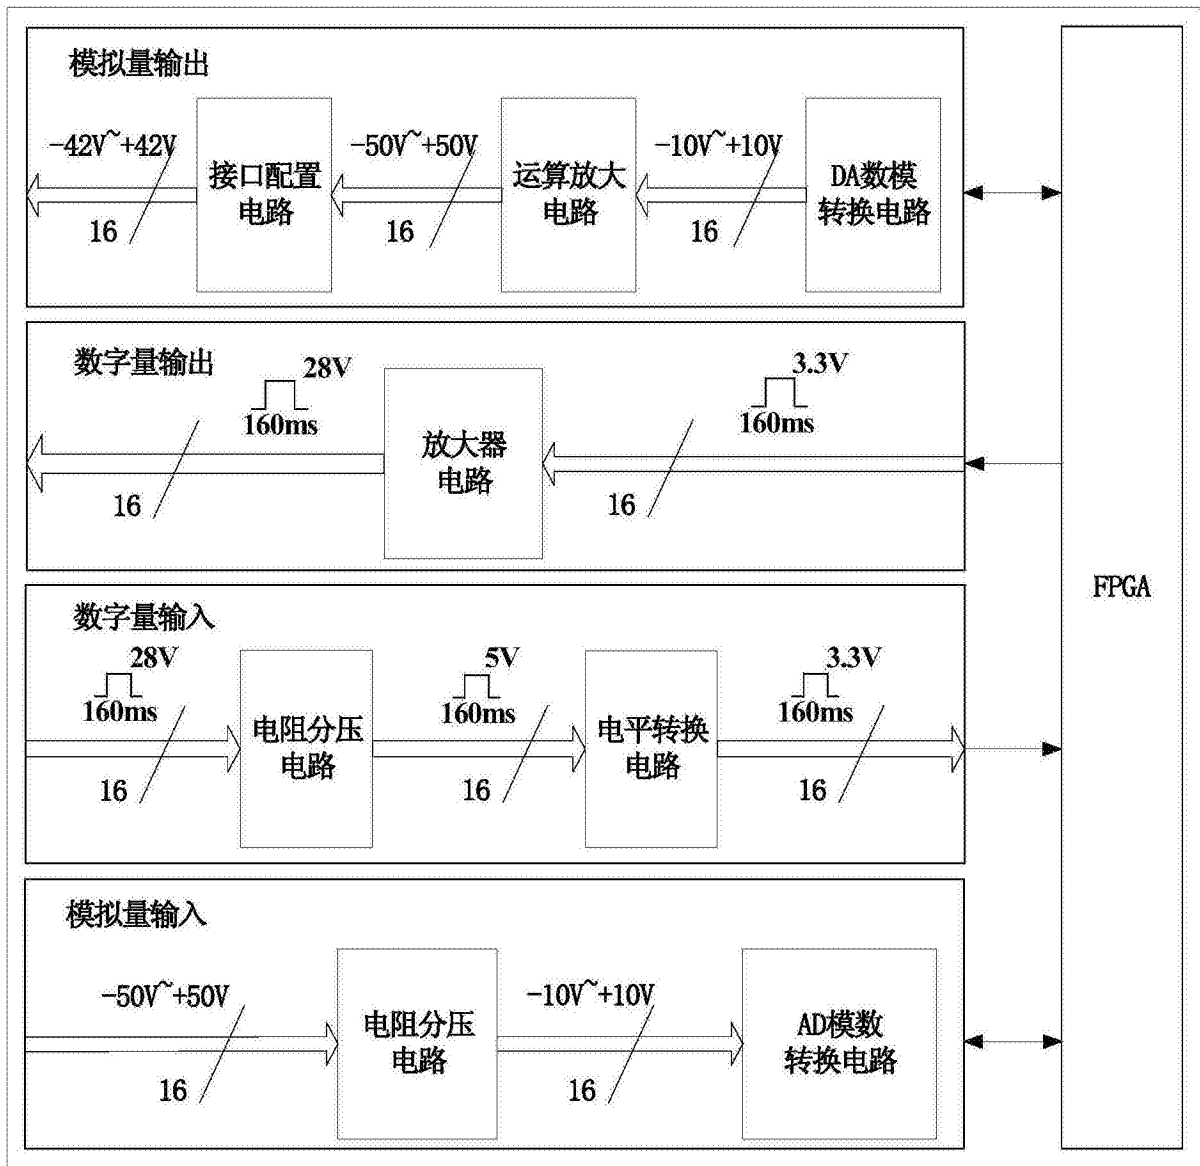 模拟量输出
-42V~+42V
16
接口配置
电路
-50V~+50V
16
运算放大
电路
-10V~+10V
16
DA数模
转换电路
数字量输出
28V
160ms
16
放大器
电路
3.3V
160ms
16
数字量输入
28V
160ms
16
电阻分压
电路
5V
160ms
16
电平转换
电路
3.3V
160ms
16
模拟量输入
-50V~+50V
16
电阻分压
电路
-10V~+10V
16
AD模数
转换电路
FPGA